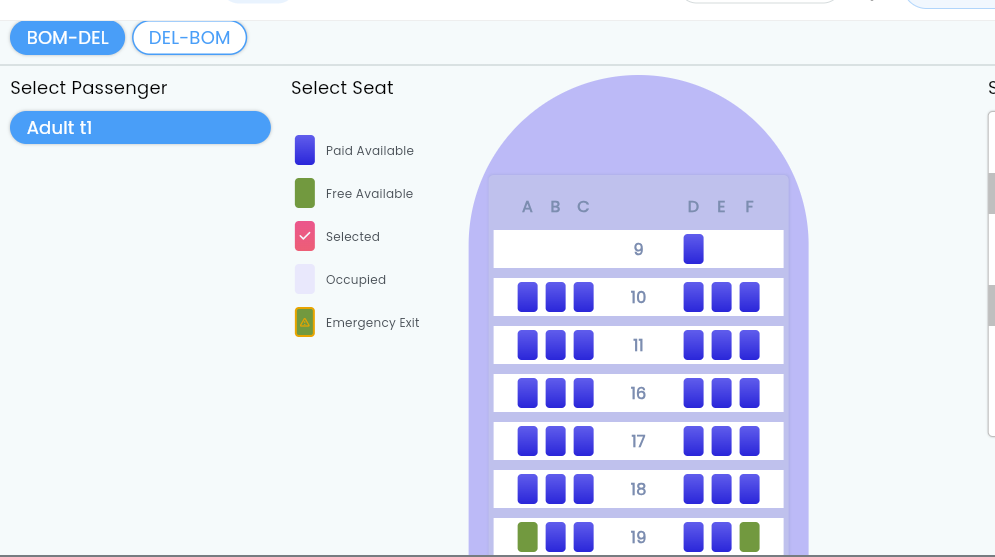 BOM-DEL DEL-BOM
Select Passenger
Adult t1
Select Seat
Paid Available
Free Available
Selected
Occupied
Emergency Exit
A B C D E F
9
10
11
16
17
18
19